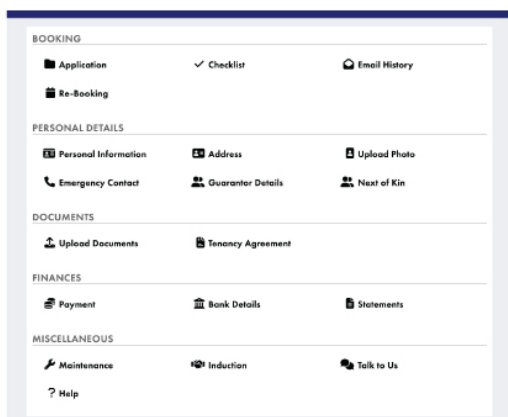 BOOKING
Application Checklist Email History
Re-Booking
PERSONAL DETAILS
Personal Information Address Upload Photo
Emergency Contact Guarantor Details Next of Kin
DOCUMENTS
Upload Documents Tenancy Agreement
FINANCES
Payment Bank Details Statements
MISCELLANEOUS
Maintenance Induction Talk to Us
? Help